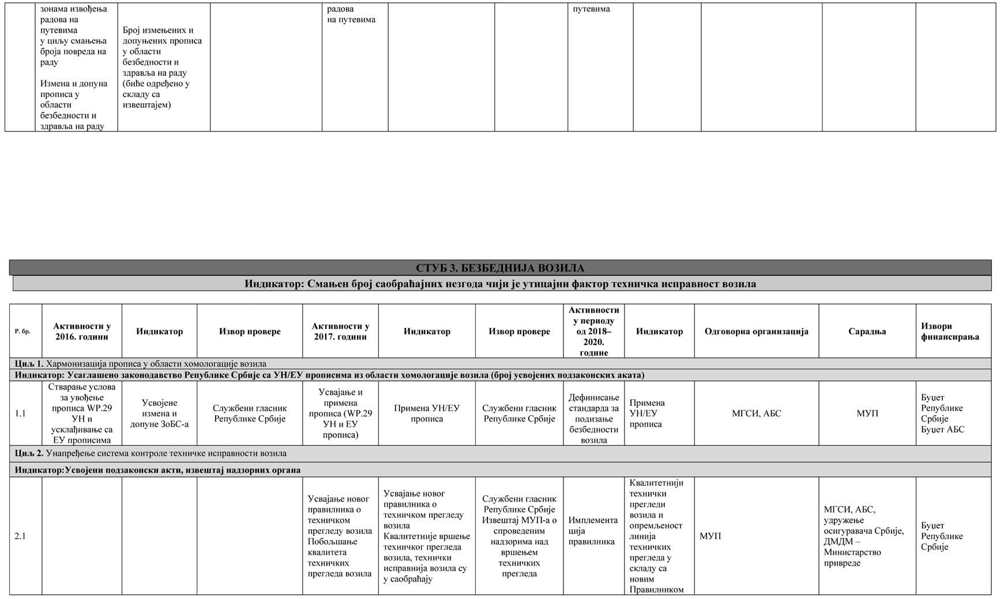 зонама извођења
радова на
путевима
у циљу смањења
броја повреда на
раду
Измена и допуна
прописа у
области
безбедности и
здравља на раду
Број измењених и
допуњених прописа
у области
безбедности и
здравља на раду
(биће одређено у
складу са
извештајем)
радова
на путевима
путевима
СТУБ 3. БЕЗБЕДНИЈА ВОЗИЛА
Индикатор: Смањен број саобраћајних незгода чији је утицајни фактор техничка исправност возила
Р. бр.
Активности у
2016. години
Индикатор
Извор провере
Активности у
2017. години
Индикатор
Извор провере
Активности
у периоду
од 2018–
2020.
године
Индикатор
Одговорна организација
Сарадња
Извори
финансирања
Циљ 1. Хармонизација прописа у области хомологације возила
Индикатор: Усаглашено законодавство Републике Србије са УН/ЕУ прописима из области хомологације возила (број усвојених подзаконских аката)
1.1
Стварање услова
за увођење
прописа WP.29
УН и
усклађивање са
ЕУ прописима
Усвојене
измена и
допуне ЗоБС-а
Службени гласник
Републике Србије
Усвајање и
примена
прописа (WP.29
УН и ЕУ
прописа)
Примена УН/ЕУ
прописа
Службени гласник
Републике Србије
Дефинисање
стандарда за
подизање
безбедности
возила
Примена
УН/ЕУ
прописа
МГСИ, АБС
МУП
Буџет
Републике
Србије
Буџет АБС
Циљ 2. Унапређење система контроле техничке исправности возила
Индикатор:Усвојени подзаконски акти, извештај надзорних органа
2.1
Усвајање новог
правилника о
техничком
прегледу возила
Побољшање
квалитета
техничких
прегледа возила
Усвајање новог
правилника о
техничком прегледу
возила
Квалитетније вршење
техничког прегледа
возила, технички
исправнија возила су
у саобраћају
Службени гласник
Републике Србије
Извештај МУП-а о
спроведеним
надзорима над
вршењем
техничких
прегледа
Имплемента
ција
правилника
Квалитетнији
технички
прегледи
возила и
опремљеност
линија
техничких
прегледа у
складу са
новим
Правилником
МУП
МГСИ, АБС,
удружење
осигуравача Србије,
ДМДМ –
Министарство
привреде
Буџет
Републике
Србије